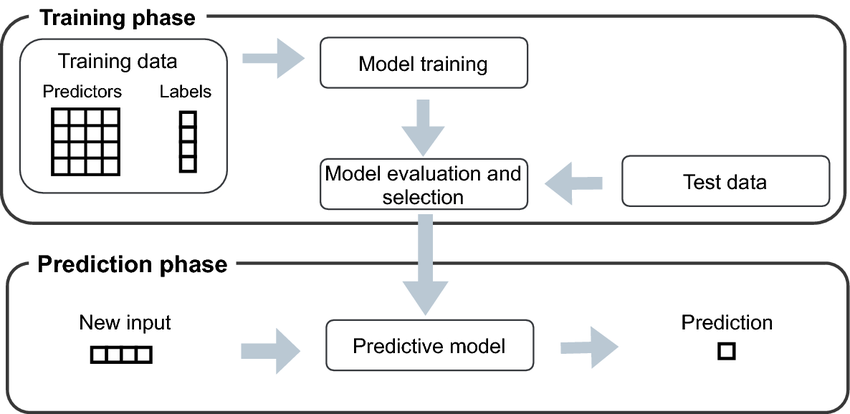 Training phase
Training data
Predictors
Labels
Model training
Model evaluation and
selection
Test data
Prediction phase
New input
Predictive model
Prediction